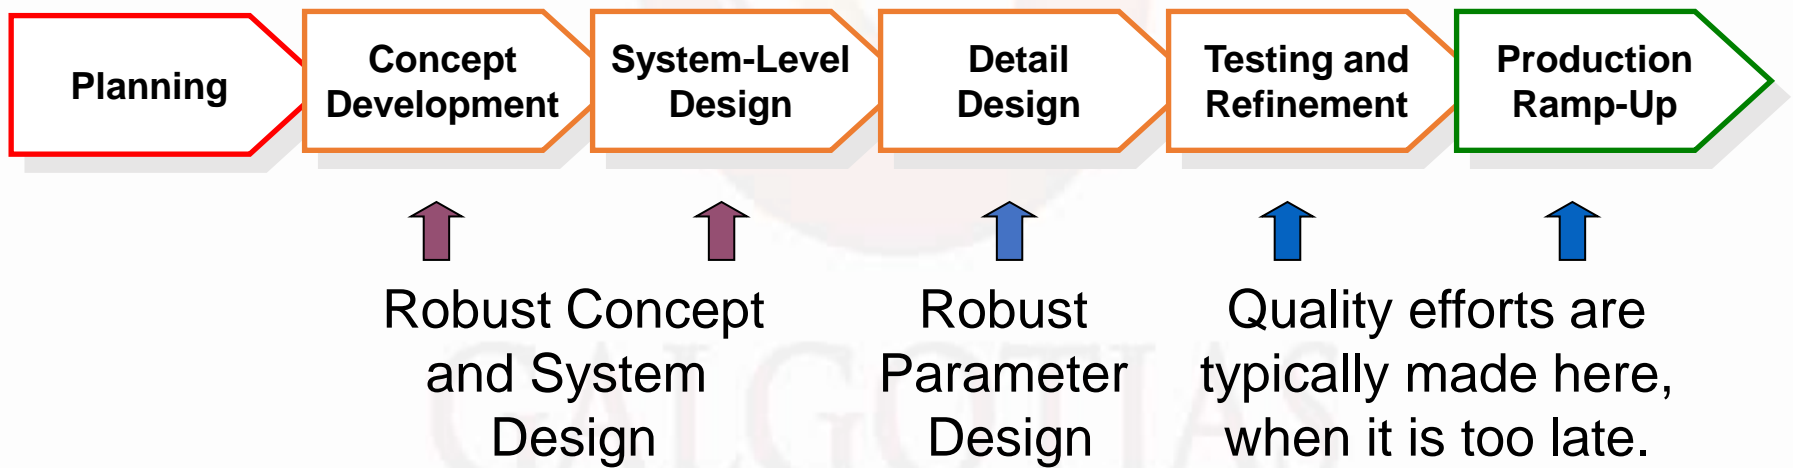 Planning
Concept
Development
System-Level
Design
Detail
Design
Testing and
Refinement
Production
Ramp-Up
Robust Concept
and System
Design
Robust
Parameter
Design
Quality efforts are
typically made here,
when it is too late.
GALGOTIAS